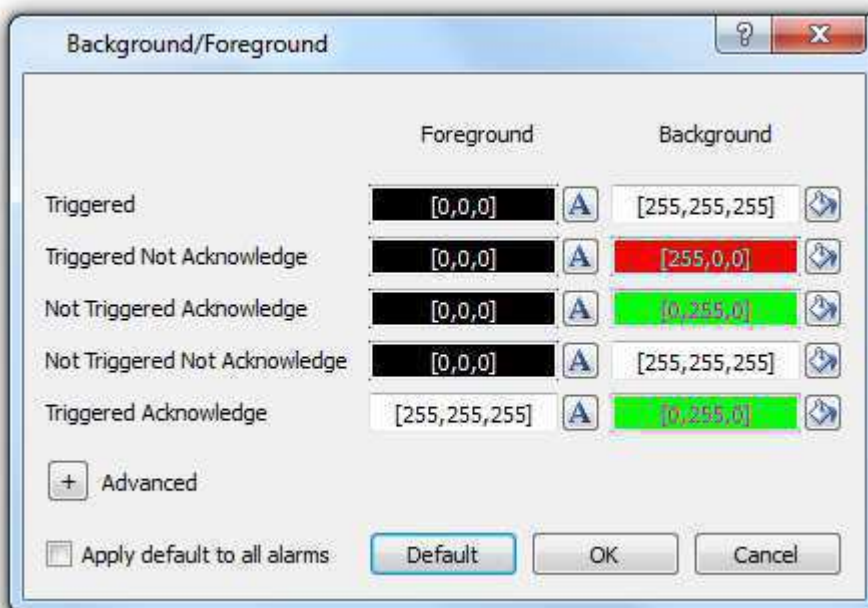 Background/Foreground
?
X
Foreground Background
Triggered [0,0,0] A [255,255,255]
Triggered Not Acknowledge [0,0,0] A [255,0,0]
Not Triggered Acknowledge [0,0,0] A [0,255,0]
Not Triggered Not Acknowledge [0,0,0] A [255,255,255]
Triggered Acknowledge [255,255,255] A [0,255,0]
+ Advanced
Apply default to all alarms Default OK Cancel